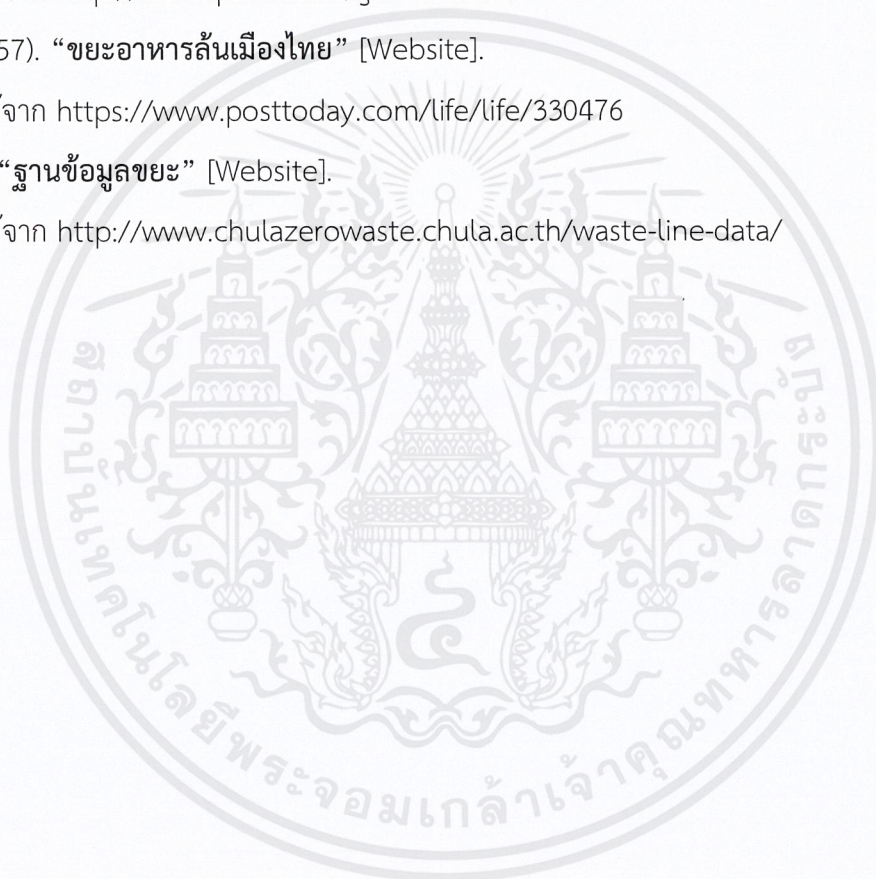 57). “ขยะอาหารล้นเมืองไทย” [Website].
จาก https://www.posttoday.com/life/life/330476
“ฐานข้อมูลขยะ” [Website].
จาก http://www.chulazerowaste.chula.ac.th/waste-line-data/
สถาบันเทคโนโลยีพระจอมเกล้าเจ้าคุณทหารลาดกระบัง
๔